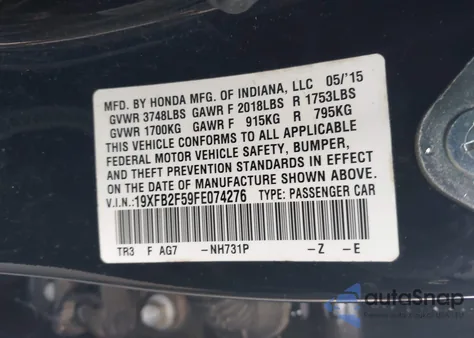 MFD. BY HONDA MFG. OF INDIANA, LLC 05/'15
GVWR 3748LBS GAWR F 2018LBS R 1753LBS
GVWR 1700KG GAWR F 915KG R 795KG
THIS VEHICLE CONFORMS TO ALL APPLICABLE
FEDERAL MOTOR VEHICLE SAFETY, BUMPER,
AND THEFT PREVENTION STANDARDS IN EFFECT
ON THE DATE OF MANUFACTURE SHOWN ABOVE.
V.I.N.:19XFB2F59FE074276 TYPE: PASSENGER CAR
TR3 F AG7 -NH731P -Z -E
autoSnap